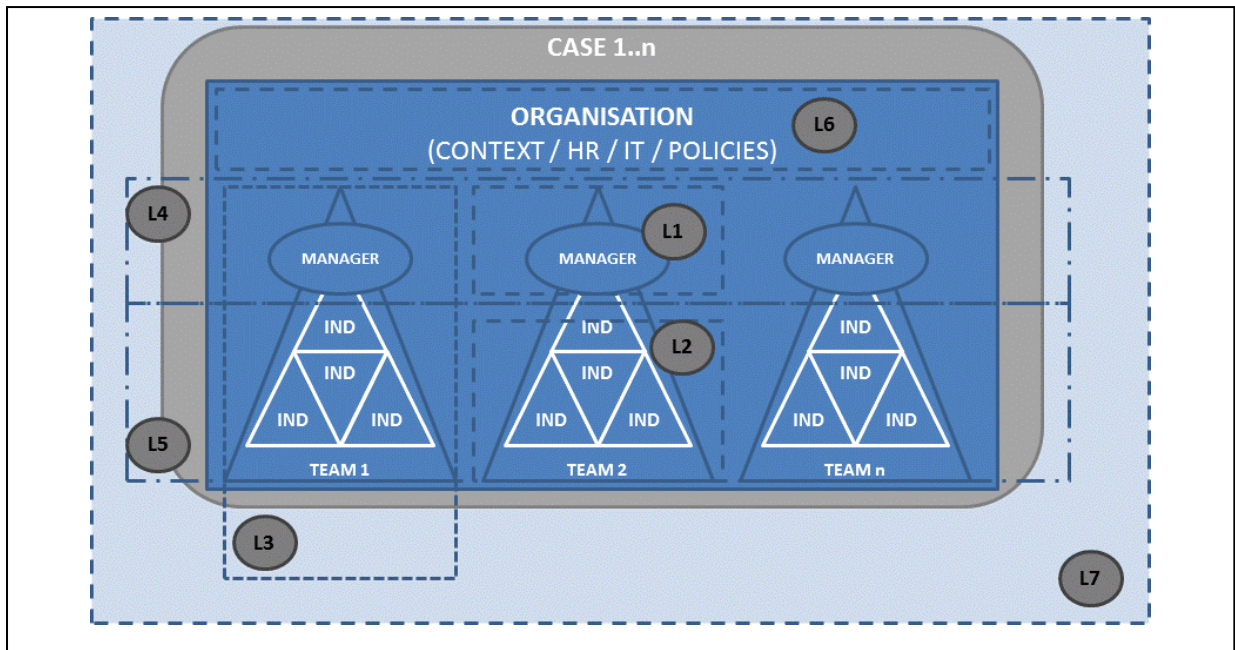 CASE 1..n
ORGANISATION
L6
(CONTEXT / HR / IT / POLICIES)
L4
L1
MANAGER
MANAGER
MANAGER
IND
IND
IND
L2
IND
IND
IND
IND
IND
IND
IND
IND
IND
L5
TEAM 1
TEAM 2
TEAM n
L3
L7